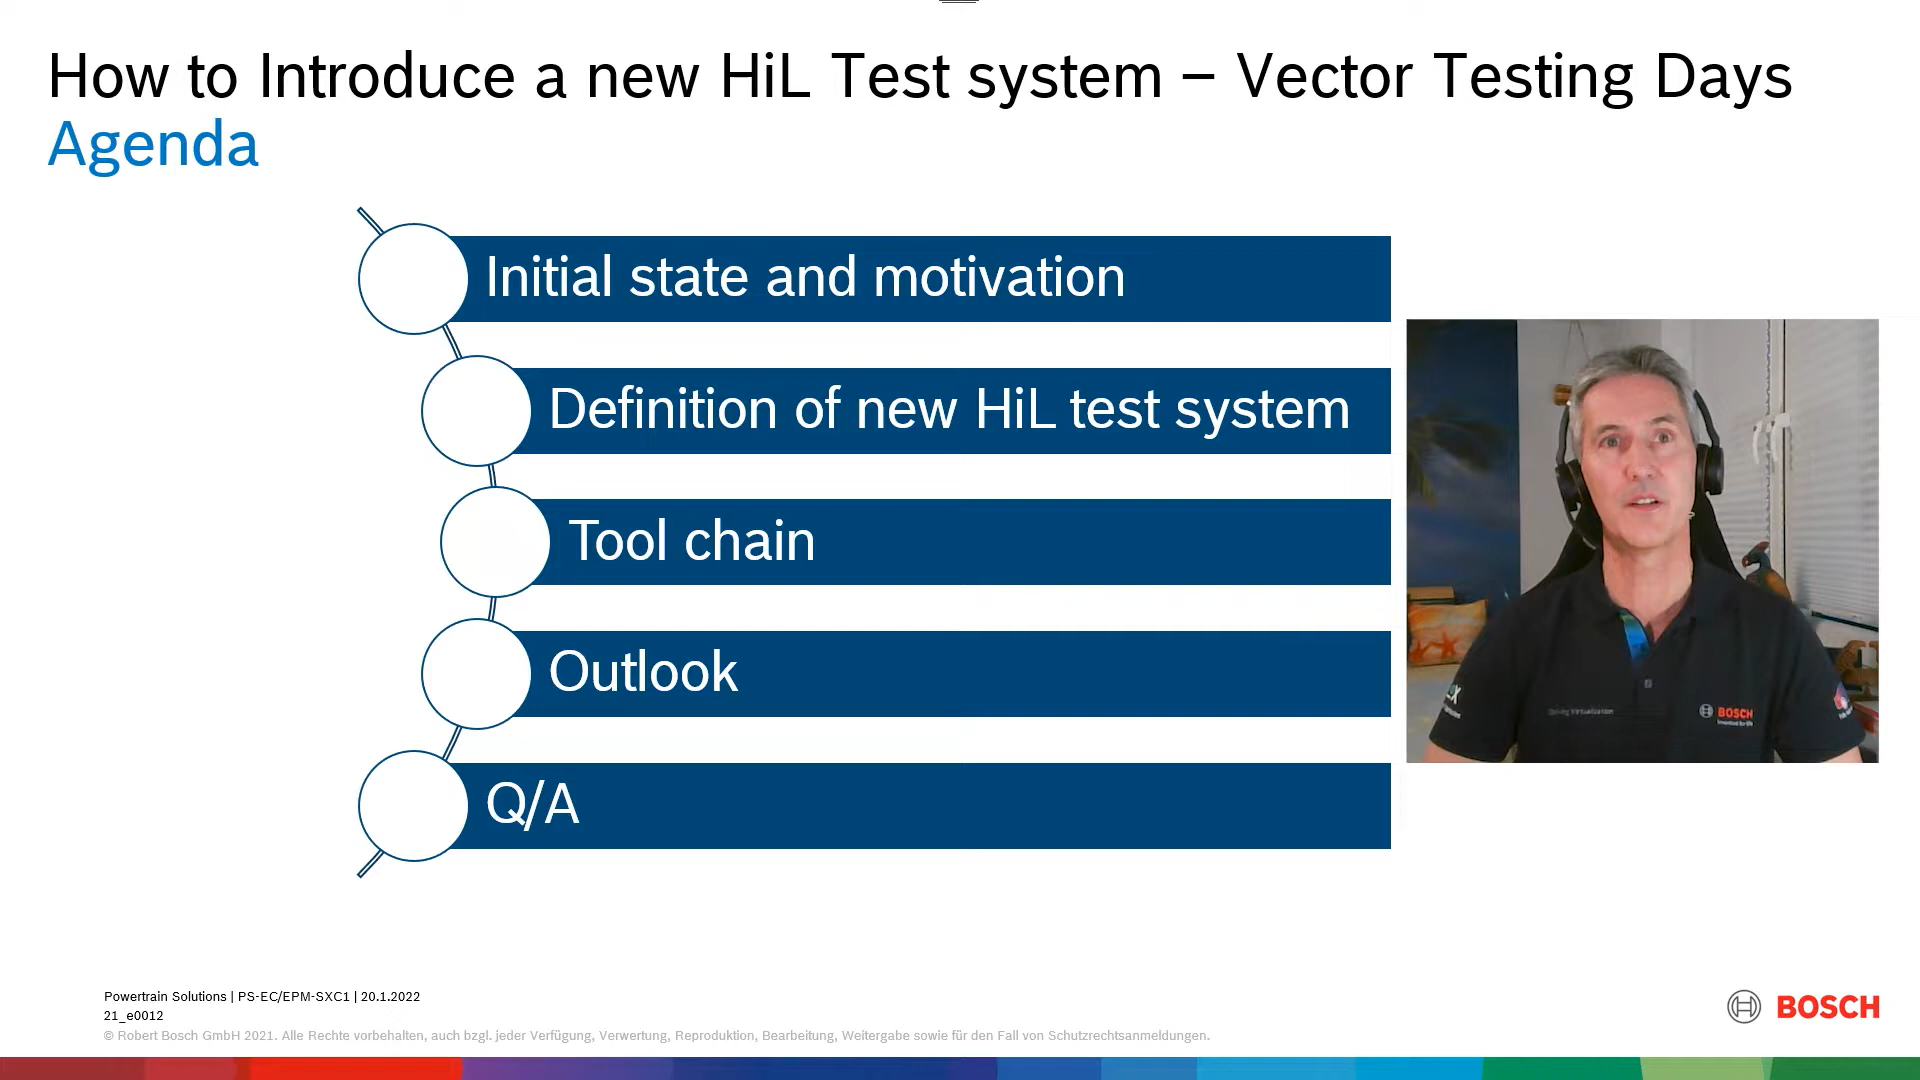 How to Introduce a new HiL Test system – Vector Testing Days
Agenda
Initial state and motivation
Definition of new HiL test system
Tool chain
Outlook
Q/A
BOSCH
Powertrain Solutions | PS-EC/EPM-SXC1 | 20.1.2022
21_e0012
© Robert Bosch GmbH 2021. Alle Rechte vorbehalten, auch bzgl. jeder Verfügung, Verwertung, Reproduktion, Bearbeitung, Weitergabe sowie für den Fall von Schutzrechtsanmeldungen.
BOSCH